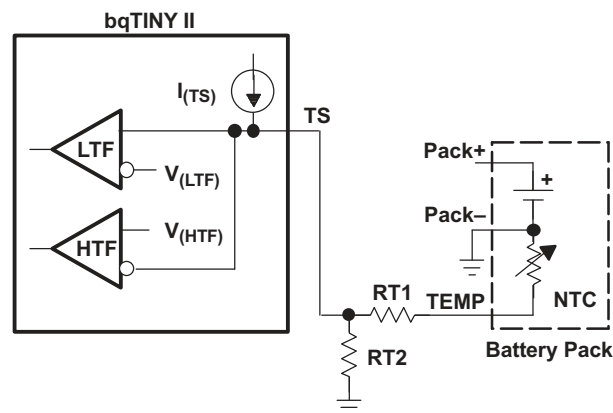 bqTINY II
I(TS)
TS
LTF
V(LTF)
V(HTF)
HTF
Pack+
+
Pack–
NTC
RT1
TEMP
Battery Pack
RT2